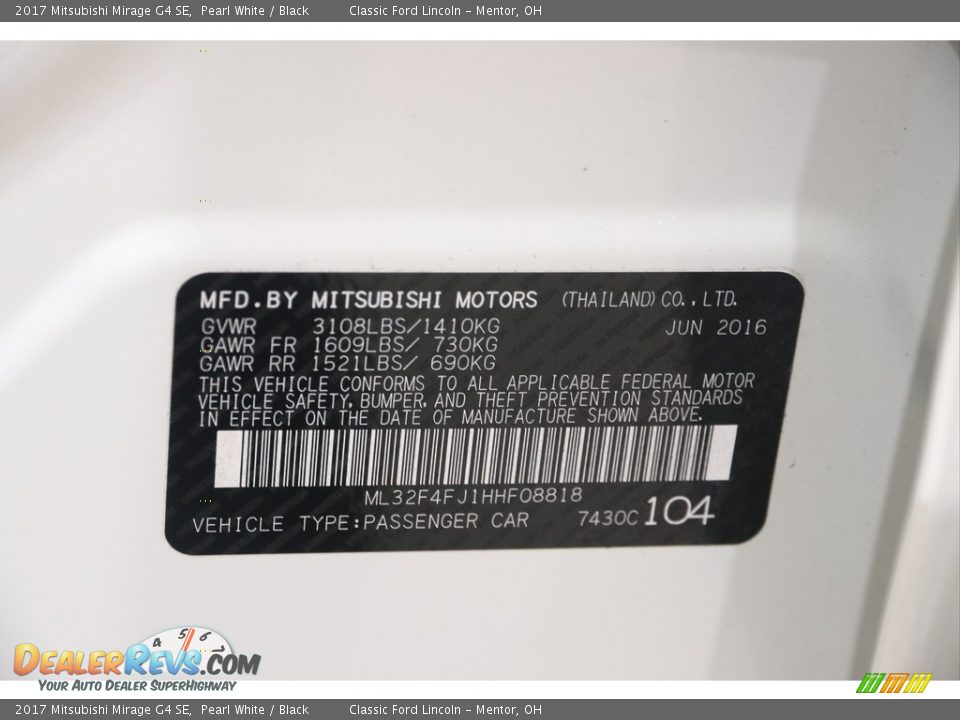 2017 Mitsubishi Mirage G4 SE, Pearl White / Black Classic Ford Lincoln - Mentor, OH
MFD.BY MITSUBISHI MOTORS (THAILAND) CO., LTD.
GVWR 3108LBS/1410KG JUN 2016
GAWR FR 1609LBS/ 730KG
GAWR RR 1521LBS/ 690KG
THIS VEHICLE CONFORMS TO ALL APPLICABLE FEDERAL MOTOR
VEHICLE SAFETY, BUMPER, AND THEFT PREVENTION STANDARDS
IN EFFECT ON THE DATE OF MANUFACTURE SHOWN ABOVE.
ML32F4FJ1HHF08818
VEHICLE TYPE:PASSENGER CAR 7430C 104
4 5 6
DEALERREVS.COM
YOUR AUTO DEALER SUPERHIGHWAY
2017 Mitsubishi Mirage G4 SE, Pearl White / Black Classic Ford Lincoln - Mentor, OH